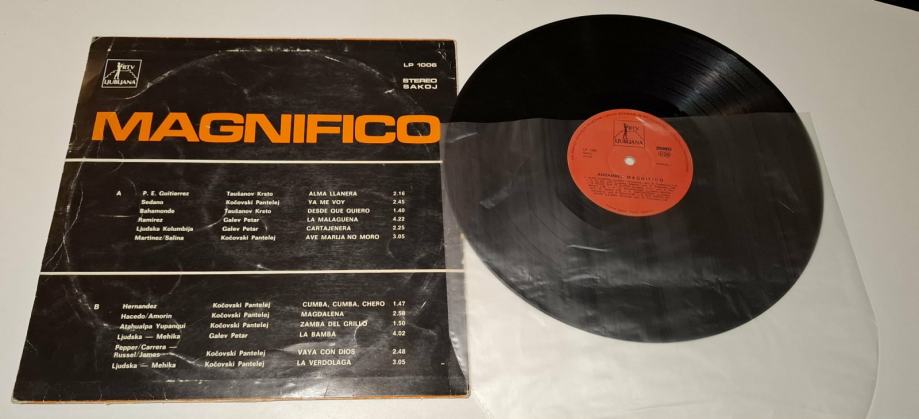 RTV
LJUBLJANA
LP 1006
STEREO
SAKOJ
MAGNIFICO
A P. E. Guitierrez Taušanov Krsto ALMA LLANERA 2.16
Sedano Kočovski Pantelej YA ME VOY 2.45
Bahamondo Taušanov Krsto DESDE QUE QUIERO 1.40
Ramirez Galev Petar LA MALAGUENA 4.22
Ljudska Kolumbija Galev Petar CARTAJENERA 2.25
Martinez/Salina Kočovski Pantelej AVE MARIJA NO MORO 3.05
B Hernandez Kočovski Pantelej CUMBA, CUMBA, CHERO 1.47
Hacedo/Amorin Kočovski Pantelej MAGDALENA 2.58
Atahualpa Yupanqui Kočovski Pantelej ZAMBA DEL GRILLO 1.50
Ljudska — Mehika Galev Petar LA BAMBA 4.02
Pepper/Carrera —
Russel/James Kočovski Pantelej VAYA CON DIOS 2.48
Ljudska — Mehika Kočovski Pantelej LA VERDOLAGA 3.05
RTV
LJUBLJANA
STEREO
ANSAMBEL MAGNIFICO